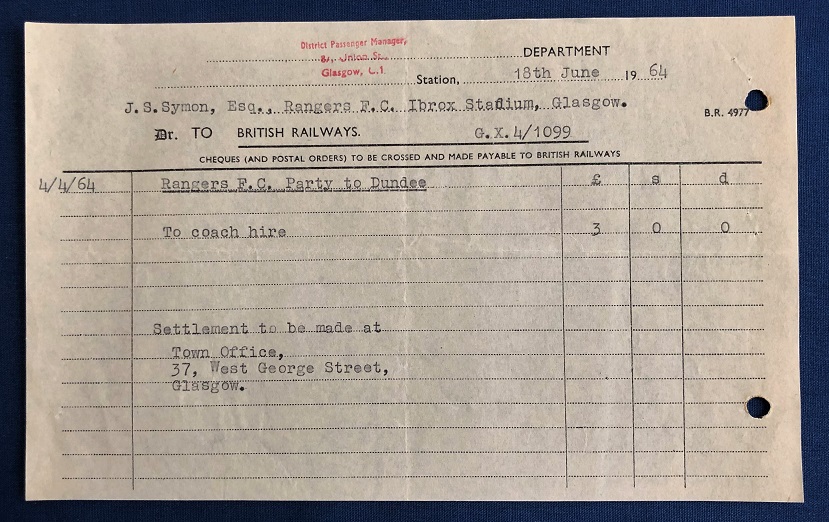 District Passenger Manager,
87, Union St.,
Glasgow, C.1.
DEPARTMENT
Station, 18th June 1964
J.S.Symon, Esq., Rangers F.C. Ibrox Stadium, Glasgow.
B.R. 4977
Dr. TO BRITISH RAILWAYS. G.X.4/1099
CHEQUES (AND POSTAL ORDERS) TO BE CROSSED AND MADE PAYABLE TO BRITISH RAILWAYS
4/4/64 Rangers F.C. Party to Dundee £ s d
To coach hire 3 0 0
Settlement to be made at
Town Office,
37, West George Street,
Glasgow.